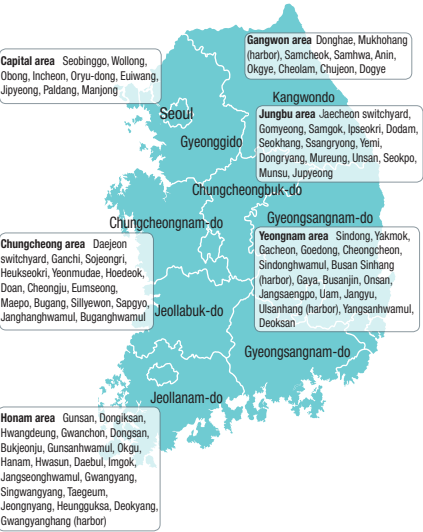 Capital area Seobinggo, Wollong,
Obong, Incheon, Oryu-dong, Euiwang,
Jipyeong, Paldang, Manjong
Gangwon area Donghae, Mukhohang
(harbor), Samcheok, Samhwa, Anin,
Okgye, Cheolam, Chujeon, Dogye
Kangwondo
Seoul
Gyeonggido
Jungbu area Jaecheon switchyard,
Gomyeong, Samgok, Ipseokri, Dodam,
Seokhang, Ssangryong, Yemi,
Dongryang, Mureung, Unsan, Seokpo,
Munsu, Jupyeong
Chungcheongbuk-do
Chungcheongnam-do
Gyeongsangnam-do
Chungcheong area Daejeon
switchyard, Ganchi, Sojeongri,
Heukseokri, Yeonmudae, Hoedeok,
Doan, Cheongju, Eumseong,
Maepo, Bugang, Sillyewon, Sapgyo,
Janghanghwamul, Buganghwamul
Yeongnam area Sindong, Yakmok,
Gacheon, Goedong, Cheongcheon,
Sindonghwamul, Busan Sinhang
(harbor), Gaya, Busanjin, Onsan,
Jangsaengpo, Uam, Jangyu,
Ulsanhang (harbor), Yangsanhwamul,
Deoksan
Jeollabuk-do
Gyeongsangnam-do
Jeollanam-do
Honam area Gunsan, Dongiksan,
Hwangdeung, Gwanchon, Dongsan,
Bukjeonju, Gunsanhwamul, Okgu,
Hanam, Hwasun, Daebul, Imgok,
Jangseonghwamul, Gwangyang,
Singwangyang, Taegeum,
Jeongnyang, Heungguksa, Deokyang,
Gwangyanghang (harbor)